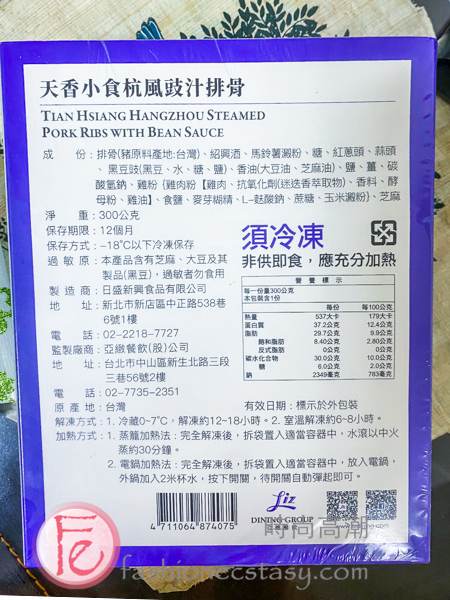 天香小食杭風豉汁排骨
TIAN HSIANG HANGZHOU STEAMED
PORK RIBS WITH BEAN SAUCE
成 份：排骨(豬原料產地:台灣)、紹興酒、馬鈴薯澱粉、糖、紅蔥頭、蒜頭
、黑豆豉(黑豆、水、糖、鹽)、香油(大豆油、芝麻油)、鹽、薑、碳
酸氫鈉、雞粉 {雞肉粉【雞肉、抗氧化劑(迷迭香萃取物)、香料、酵
母粉、雞油】、食鹽、麥芽糊精、L-麩酸鈉、蔗糖、玉米澱粉}、芝麻
淨 重：300公克
保存期限：12個月
保存方式：-18℃以下冷凍保存
過 敏 原：本產品含有芝麻、大豆及其
製品(黑豆)，過敏者勿食用
須冷凍
非供即食，應充分加熱
製 造 商：日盛新興食品有限公司
地 址：新北市新店區中正路538巷
6號1樓
電 話：02-2218-7727
監製廠商：亞緻餐飲(股)公司
地 址：台北市中山區新生北路三段
三巷56號2樓
電 話：02-7735-2351
原 產 地：台灣
營 養 標 示
每一份量300公克
本包裝含1份
每份 每100公克
熱量 537大卡 179大卡
蛋白質 37.2公克 12.4公克
脂肪 29.7公克 9.9公克
飽和脂肪 8.40公克 2.80公克
反式脂肪 0公克 0公克
碳水化合物 30.0公克 10.0公克
糖 6.0公克 2.0公克
鈉 2349毫克 783毫克
有效日期：標示於外包裝
解凍方式：1. 冷藏0~7℃，解凍約12~18小時。2. 室溫解凍約6~8小時。
加熱方式：1. 蒸籠加熱法：完全解凍後，拆袋置入適當容器中，水滾以中火
蒸約30分鐘。
2. 電鍋加熱法：完全解凍後，拆袋置入適當容器中，放入電鍋，
外鍋加入2米杯水，按下開關，待開關自動彈起即可。
4 711064 874075
Liz
DINING GROUP
時尚高潮
Fe
fashionecstasy.com